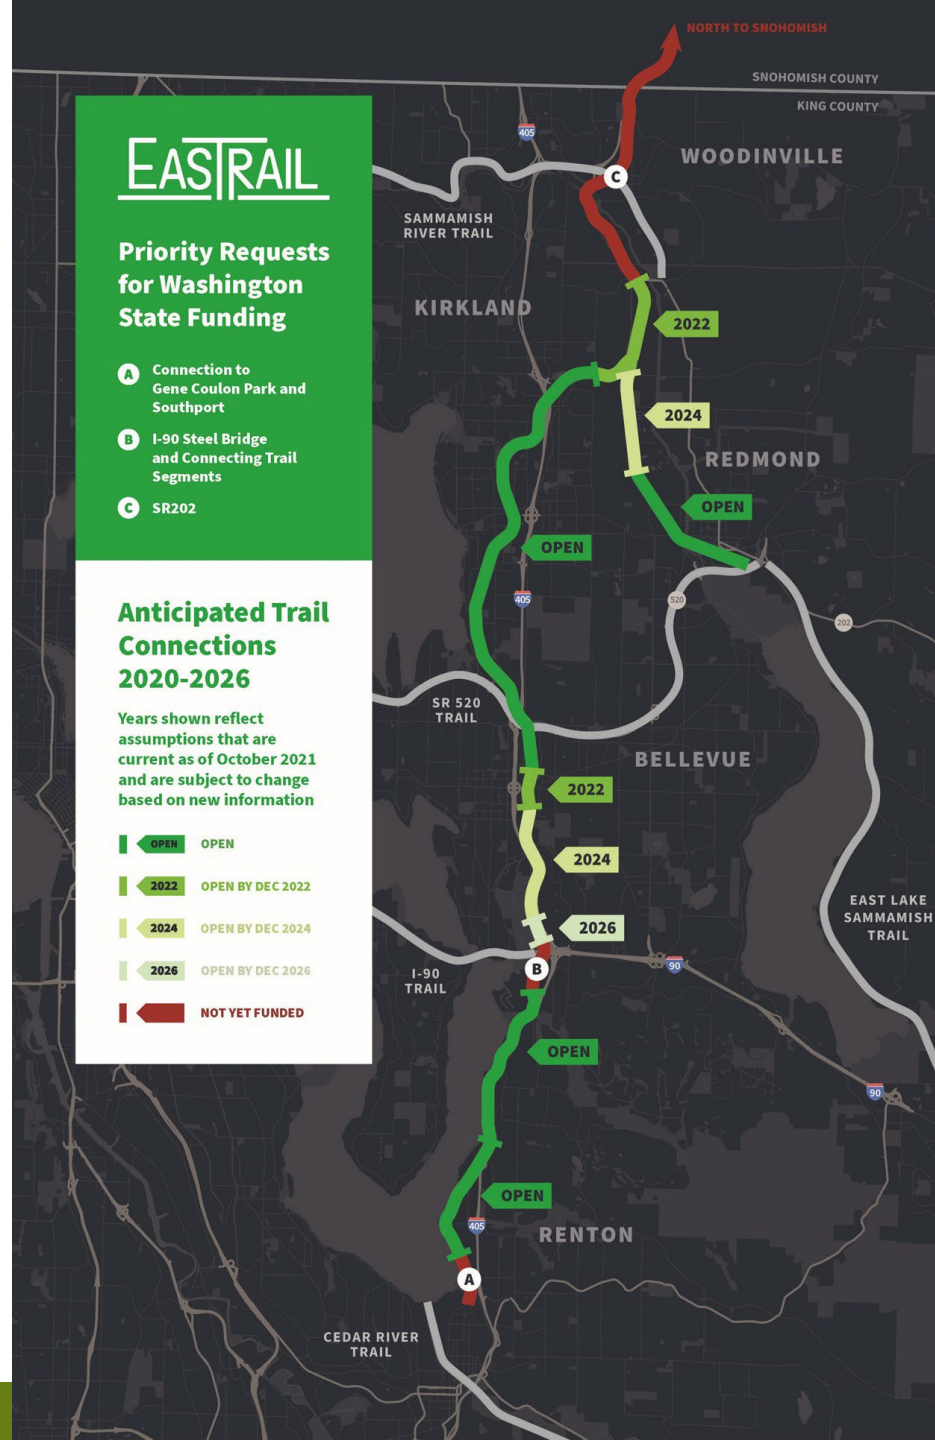 NORTH TO SNOHOMISH
SNOHOMISH COUNTY
KING COUNTY
405
WOODINVILLE
C
EASTRAIL
Priority Requests
for Washington
State Funding
A Connection to
Gene Coulon Park and
Southport
B I-90 Steel Bridge
and Connecting Trail
Segments
C SR202
SAMMAMISH
RIVER TRAIL
KIRKLAND
2022
2024
REDMOND
OPEN
OPEN
405
520
202
Anticipated Trail
Connections
2020-2026
Years shown reflect
assumptions that are
current as of October 2021
and are subject to change
based on new information
OPEN OPEN
2022 OPEN BY DEC 2022
2024 OPEN BY DEC 2024
2026 OPEN BY DEC 2026
NOT YET FUNDED
SR 520
TRAIL
BELLEVUE
2022
2024
EAST LAKE
SAMMAMISH
TRAIL
2026
90
B
I-90
TRAIL
OPEN
90
OPEN
405
RENTON
A
CEDAR RIVER
TRAIL